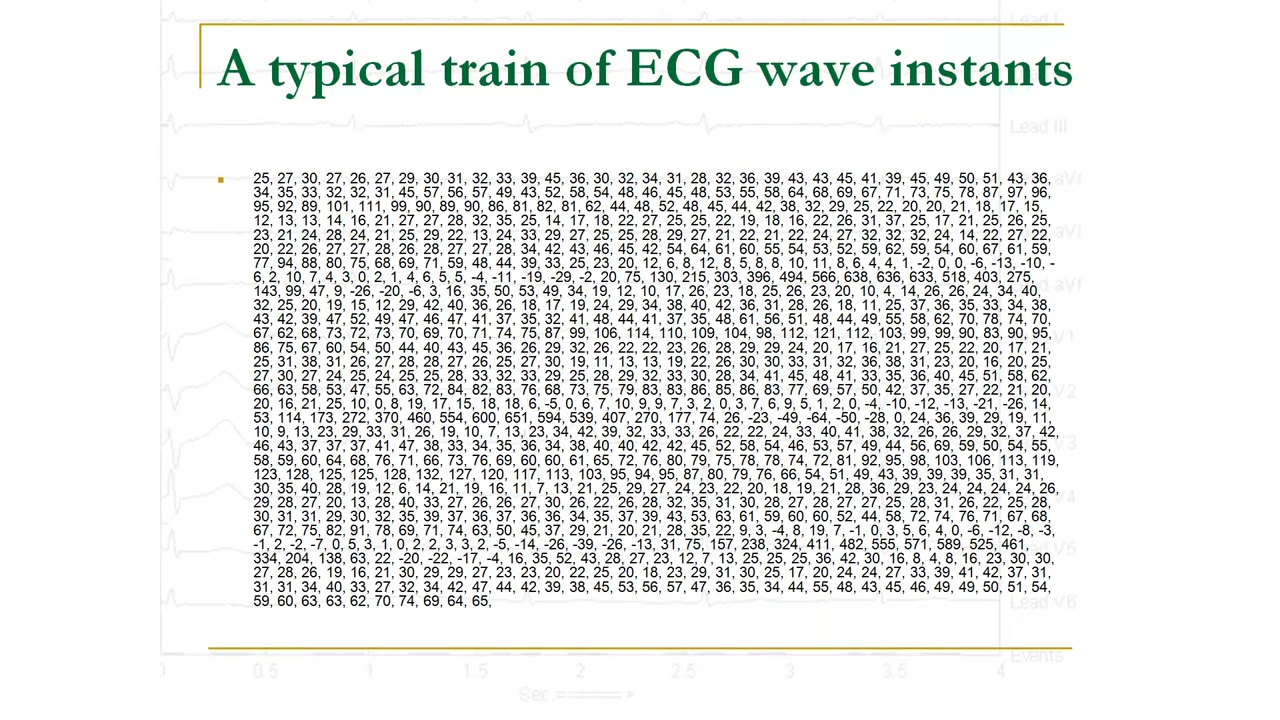 A typical train of ECG wave instants
25, 27, 30, 27, 26, 27, 29, 30, 31, 32, 33, 39, 45, 36, 30, 32, 34, 31, 28, 32, 36, 39, 43, 43, 45, 41, 39, 45, 49, 50, 51, 43, 36,
34, 35, 33, 32, 32, 31, 45, 57, 56, 57, 49, 43, 52, 58, 54, 48, 46, 45, 48, 53, 55, 58, 64, 68, 69, 67, 71, 73, 75, 78, 87, 97, 96,
95, 92, 89, 101, 111, 99, 90, 89, 90, 86, 81, 82, 81, 62, 44, 48, 52, 48, 45, 44, 42, 38, 32, 29, 25, 22, 20, 20, 21, 18, 17, 15,
12, 13, 13, 14, 16, 21, 27, 27, 28, 32, 35, 25, 14, 17, 18, 22, 27, 25, 25, 22, 19, 18, 16, 22, 26, 31, 37, 25, 17, 21, 25, 26, 25,
23, 21, 24, 28, 24, 21, 25, 29, 22, 13, 24, 33, 29, 27, 25, 25, 28, 29, 27, 21, 22, 21, 22, 24, 27, 32, 32, 32, 24, 14, 22, 27, 22,
20, 22, 26, 27, 27, 28, 26, 28, 27, 27, 28, 34, 42, 43, 46, 45, 42, 54, 64, 61, 60, 55, 54, 53, 52, 59, 62, 59, 54, 60, 67, 61, 59,
77, 94, 88, 80, 75, 68, 69, 71, 59, 48, 44, 39, 33, 25, 23, 20, 12, 6, 8, 12, 8, 5, 8, 8, 10, 11, 8, 6, 4, 4, 1, -2, 0, 0, -6, -13, -10, -
6, 2, 10, 7, 4, 3, 0, 2, 1, 4, 6, 5, 5, -4, -11, -19, -29, -2, 20, 75, 130, 215, 303, 396, 494, 566, 638, 636, 633, 518, 403, 275,
143, 99, 47, 9, -26, -20, -6, 3, 16, 35, 50, 53, 49, 34, 19, 12, 10, 17, 26, 23, 18, 25, 26, 23, 20, 10, 4, 14, 26, 26, 24, 34, 40,
32, 25, 20, 19, 15, 12, 29, 42, 40, 36, 26, 18, 17, 19, 24, 29, 34, 38, 40, 42, 36, 31, 28, 26, 18, 11, 25, 37, 36, 35, 33, 34, 38,
43, 42, 39, 47, 52, 49, 47, 46, 47, 41, 37, 35, 32, 41, 48, 44, 41, 37, 35, 48, 61, 56, 51, 48, 44, 49, 55, 58, 62, 70, 78, 74, 70,
67, 62, 68, 73, 72, 73, 70, 69, 70, 71, 74, 75, 87, 99, 106, 114, 110, 109, 104, 98, 112, 121, 112, 103, 99, 99, 90, 83, 90, 95,
86, 75, 67, 60, 54, 50, 44, 40, 43, 45, 36, 26, 29, 32, 26, 22, 22, 23, 26, 28, 29, 29, 24, 20, 17, 16, 21, 27, 25, 22, 20, 17, 21,
25, 31, 38, 31, 26, 27, 28, 28, 27, 26, 25, 27, 30, 19, 11, 13, 13, 19, 22, 26, 30, 30, 33, 31, 32, 36, 38, 31, 23, 20, 16, 20, 25,
27, 30, 27, 24, 25, 24, 25, 25, 28, 33, 32, 33, 29, 25, 28, 29, 32, 33, 30, 28, 34, 41, 45, 48, 41, 33, 35, 36, 40, 45, 51, 58, 62,
66, 63, 58, 53, 47, 55, 63, 72, 84, 82, 83, 76, 68, 73, 75, 79, 83, 83, 86, 85, 86, 83, 77, 69, 57, 50, 42, 37, 35, 27, 22, 21, 20,
20, 16, 21, 25, 10, 0, 8, 19, 17, 15, 18, 18, 6, -5, 0, 6, 7, 10, 9, 9, 7, 3, 2, 0, 3, 7, 6, 9, 5, 1, 2, 0, -4, -10, -12, -13, -21, -26, 14,
53, 114, 173, 272, 370, 460, 554, 600, 651, 594, 539, 407, 270, 177, 74, 26, -23, -49, -64, -50, -28, 0, 24, 36, 39, 29, 19, 11,
10, 9, 13, 23, 29, 33, 31, 26, 19, 10, 7, 13, 23, 34, 42, 39, 32, 33, 33, 26, 22, 22, 24, 33, 40, 41, 38, 32, 26, 26, 29, 32, 37, 42,
46, 43, 37, 37, 37, 41, 47, 38, 33, 34, 35, 36, 34, 38, 40, 40, 42, 42, 45, 52, 58, 54, 46, 53, 57, 49, 44, 56, 69, 59, 50, 54, 55,
58, 59, 60, 64, 68, 76, 71, 66, 73, 76, 69, 60, 60, 61, 65, 72, 76, 80, 79, 75, 78, 78, 74, 72, 81, 92, 95, 98, 103, 106, 113, 119,
123, 128, 125, 125, 128, 132, 127, 120, 117, 113, 103, 95, 94, 95, 87, 80, 79, 76, 66, 54, 51, 49, 43, 39, 39, 39, 35, 31, 31,
30, 35, 40, 28, 19, 12, 6, 14, 21, 19, 16, 11, 7, 13, 21, 25, 29, 27, 24, 23, 22, 20, 18, 19, 21, 28, 36, 29, 23, 24, 24, 24, 24, 26,
29, 28, 27, 20, 13, 28, 40, 33, 27, 26, 26, 27, 30, 26, 22, 26, 28, 32, 35, 31, 30, 28, 27, 28, 27, 27, 25, 28, 31, 26, 22, 25, 28,
30, 31, 31, 29, 30, 32, 35, 39, 37, 36, 37, 36, 36, 34, 35, 37, 39, 43, 53, 63, 61, 59, 60, 60, 52, 44, 58, 72, 74, 76, 71, 67, 68,
67, 72, 75, 82, 91, 78, 69, 71, 74, 63, 50, 45, 37, 29, 21, 20, 21, 28, 35, 22, 9, 3, -4, 8, 19, 7, -1, 0, 3, 5, 6, 4, 0, -6, -12, -8, -3,
-1, 2, -2, -7, 0, 5, 3, 1, 0, 2, 2, 3, 3, 2, -5, -14, -26, -39, -26, -13, 31, 75, 157, 238, 324, 411, 482, 555, 571, 589, 525, 461,
334, 204, 138, 63, 22, -20, -22, -17, -4, 16, 35, 52, 43, 28, 27, 23, 12, 7, 13, 25, 25, 25, 36, 42, 30, 16, 8, 4, 8, 16, 23, 30, 30,
27, 28, 26, 19, 16, 21, 30, 29, 29, 27, 23, 23, 20, 22, 25, 20, 18, 23, 29, 31, 30, 25, 17, 20, 24, 24, 27, 33, 39, 41, 42, 37, 31,
31, 31, 34, 40, 33, 27, 32, 34, 42, 47, 44, 42, 39, 38, 45, 53, 56, 57, 47, 36, 35, 34, 44, 55, 48, 43, 45, 46, 49, 49, 50, 51, 54,
59, 60, 63, 63, 62, 70, 74, 69, 64, 65,
Lead I
Lead III
aVr
aVl
Lead aVf
V1
V2
V3
V4
V5
Lead V6
Events
0.5 1 1.5 2 2.5 3 3.5 4
Sec